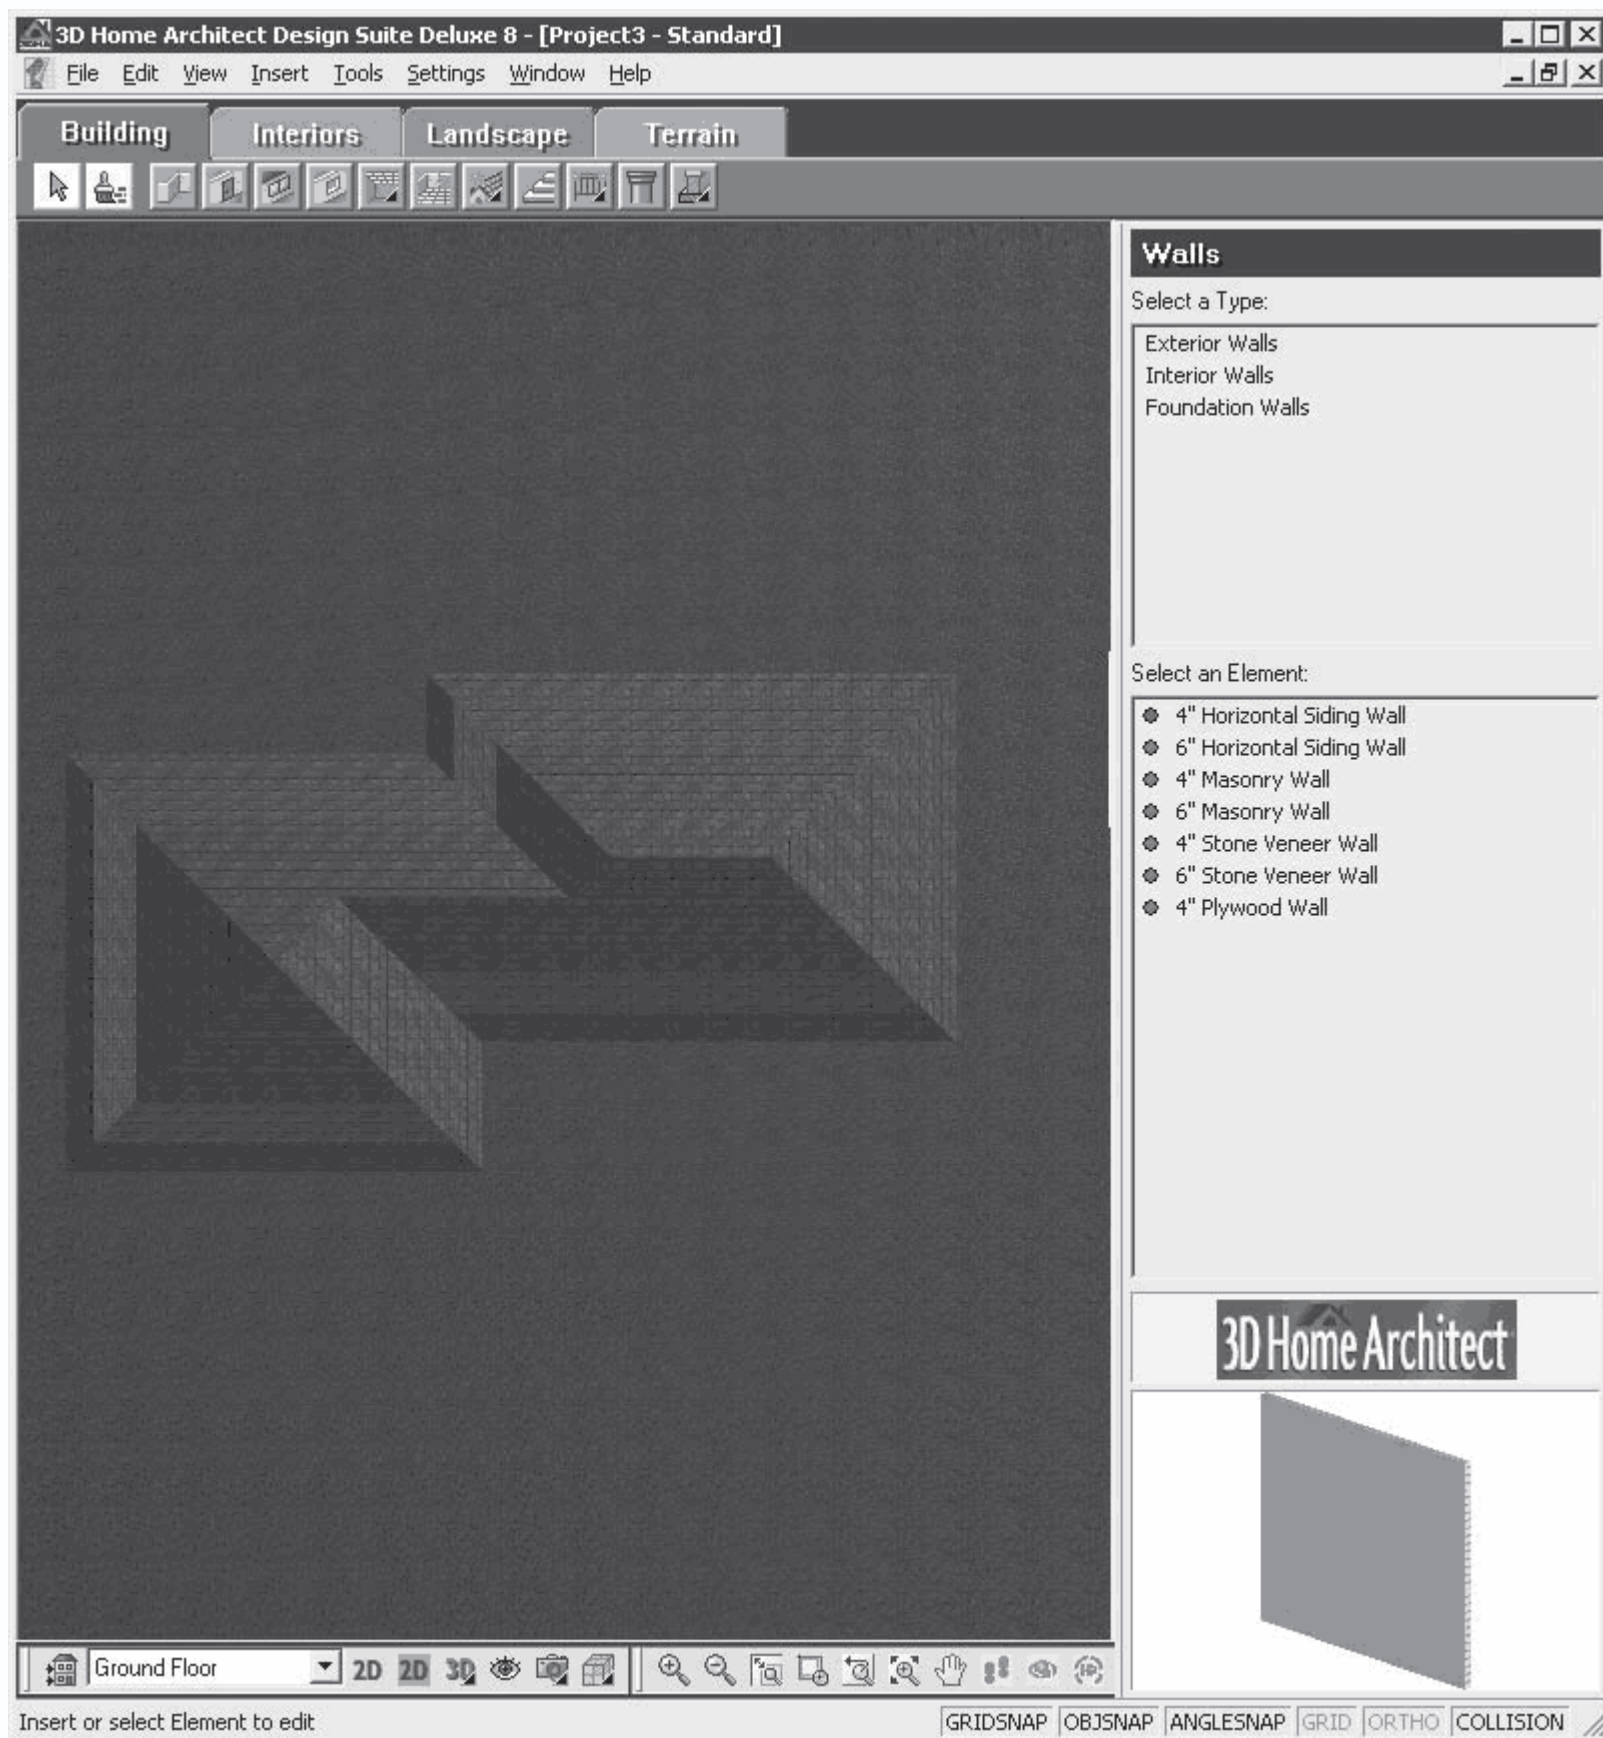 3D Home Architect Design Suite Deluxe 8 - [Project3 - Standard]
File Edit View Insert Tools Settings Window Help
Building Interiors Landscape Terrain
Walls
Select a Type:
Exterior Walls
Interior Walls
Foundation Walls
Select an Element:
4" Horizontal Siding Wall
6" Horizontal Siding Wall
4" Masonry Wall
6" Masonry Wall
4" Stone Veneer Wall
6" Stone Veneer Wall
4" Plywood Wall
3D Home Architect
Ground Floor 2D 2D 3D
Insert or select Element to edit GRIDSNAP OBJSNAP ANGLESNAP GRID ORTHO COLLISION